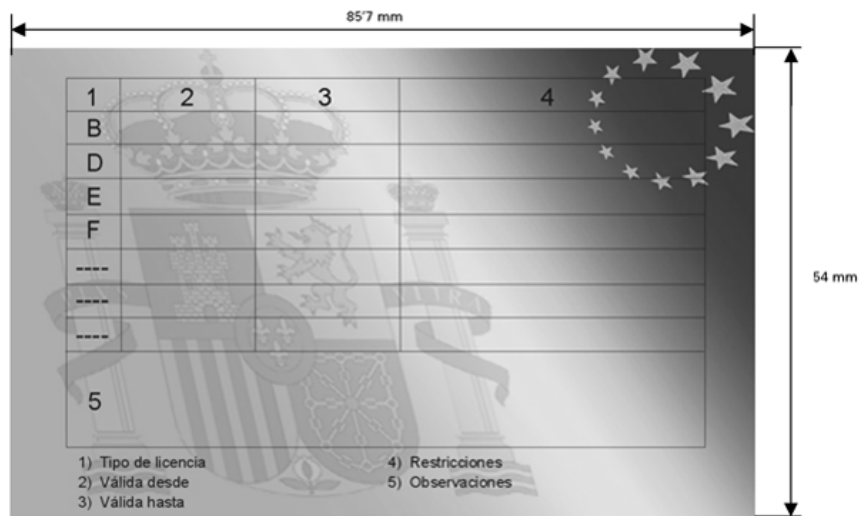 85'7 mm
1 2 3 4
B
D
E
F
----
----
----
5
54 mm
1) Tipo de licencia
2) Válida desde
3) Válida hasta
4) Restricciones
5) Observaciones